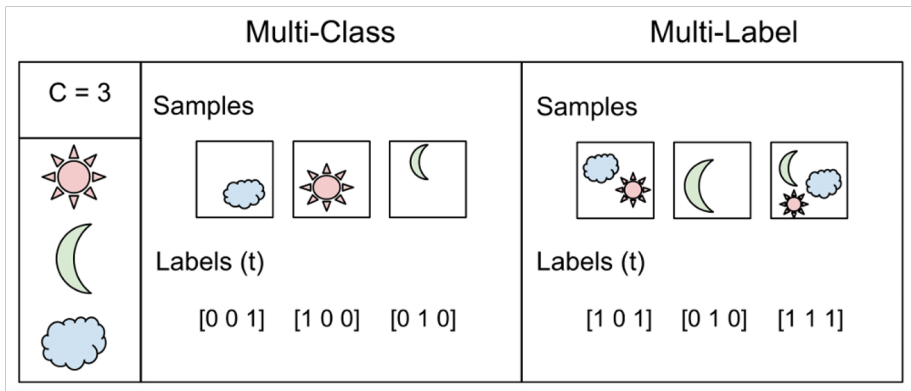 Multi-Class
Multi-Label
C = 3
Samples
Samples
Labels (t)
Labels (t)
[0 0 1] [1 0 0] [0 1 0]
[1 0 1] [0 1 0] [1 1 1]